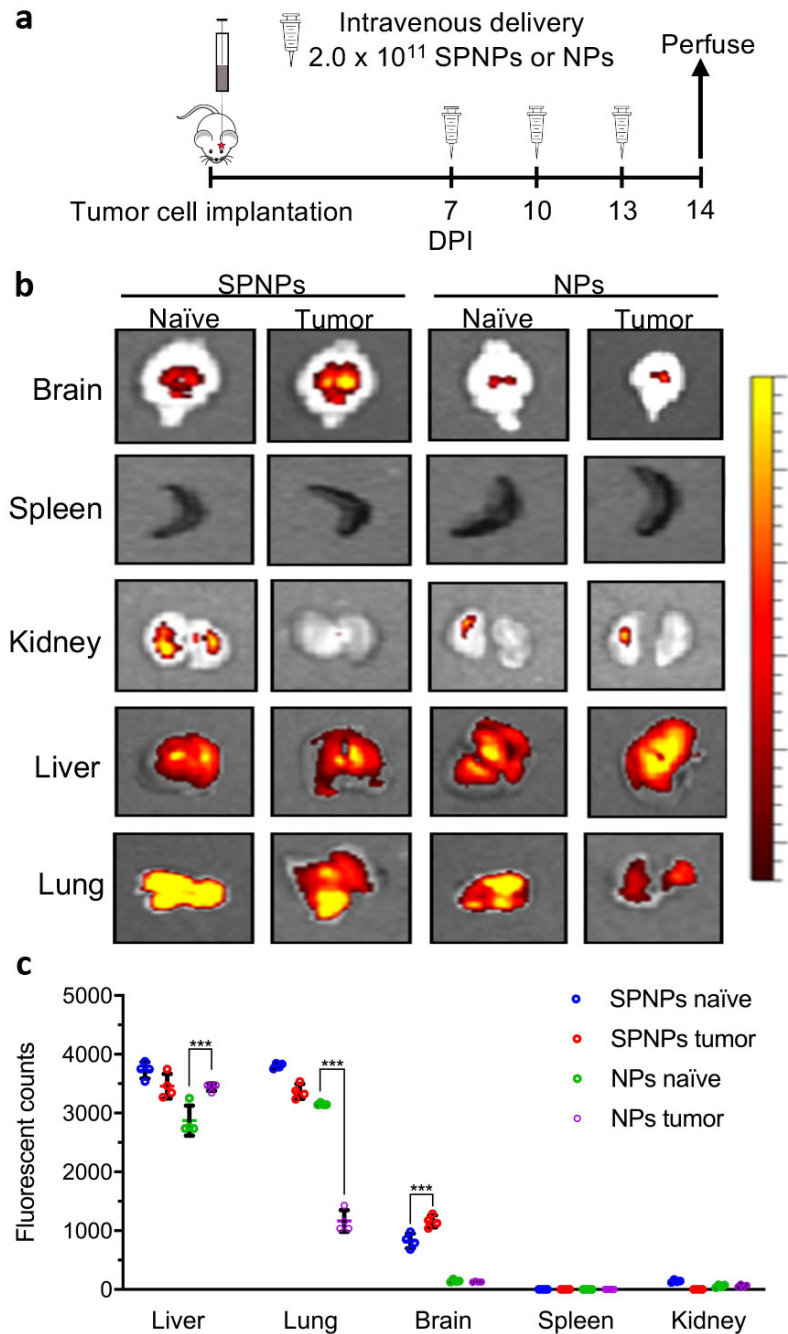 a
Intravenous delivery
2.0 x 10¹¹ SPNPs or NPs
Perfuse
Tumor cell implantation
7
10
13
14
DPI
b
SPNPs
NPs
Naïve
Tumor
Naïve
Tumor
Brain
Spleen
Kidney
Liver
Lung
c
5000
4000
3000
2000
1000
0
Fluorescent counts
***
***
***
SPNPs naïve
SPNPs tumor
NPs naïve
NPs tumor
Liver
Lung
Brain
Spleen
Kidney